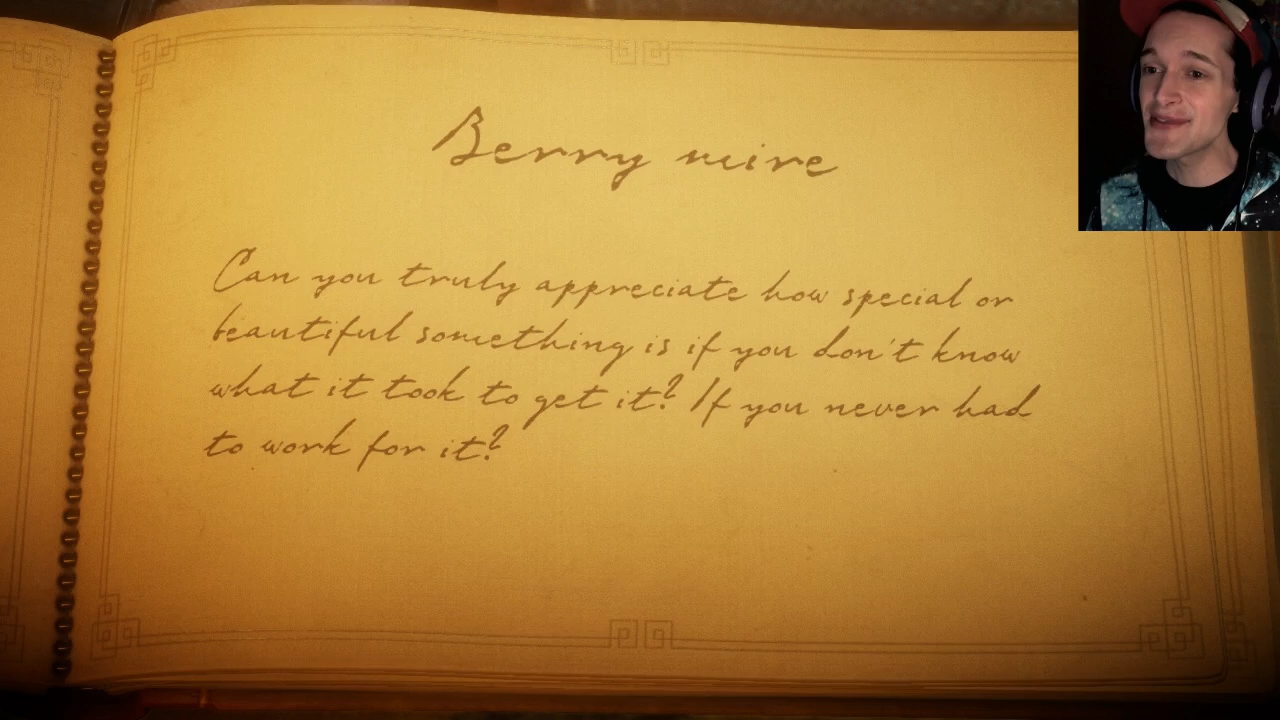 Berry mire
Can you truly appreciate how special or
beautiful something is if you don't know
what it took to get it? If you never had
to work for it?